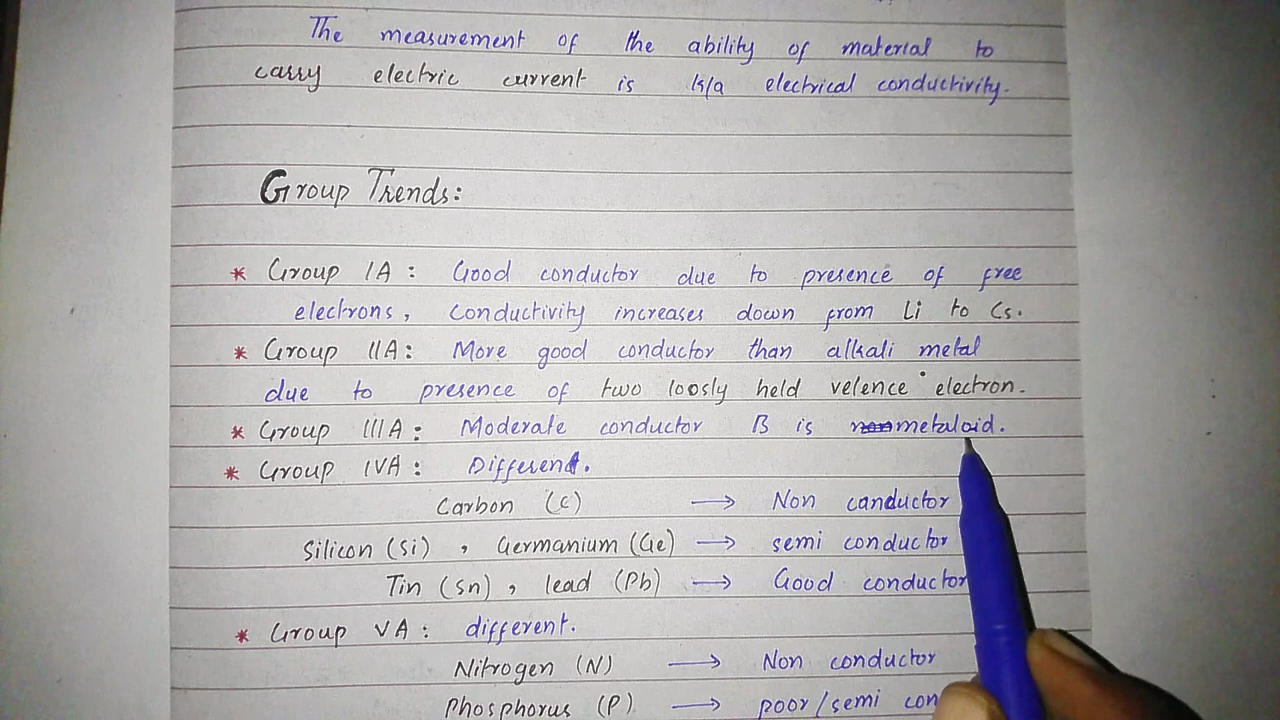 The measurement of the ability of material to
carry electric current is k/a electrical conductivity.
Group Trends:
* Group IA: Good conductor due to presence of free
electrons, Conductivity increases down from Li to Cs.
* Group IIA: More good conductor than alkali metal
due to presence of two loosly held velence electron.
* Group IIIA: Moderate conductor B is metaloid.
* Group IVA: Different.
Carbon (C) → Non canductor
Silicon (Si), Germanium (Ge) → semi conductor
Tin (Sn), lead (Pb) → Good conductor
* Group VA: different.
Nitrogen (N) → Non conductor
Phosphorus (P) → poor/semi con